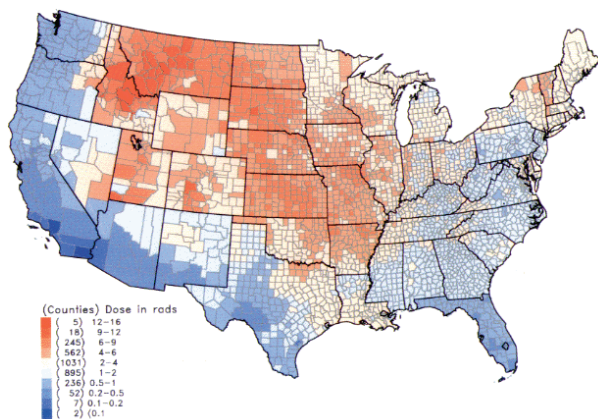 (Counties) Dose in rads
( 5) 12-16
( 18) 9-12
( 245) 6-9
( 562) 4-6
(1031) 2-4
( 895) 1-2
( 236) 0.5-1
( 52) 0.2-0.5
( 7) 0.1-0.2
( 2) (0.1